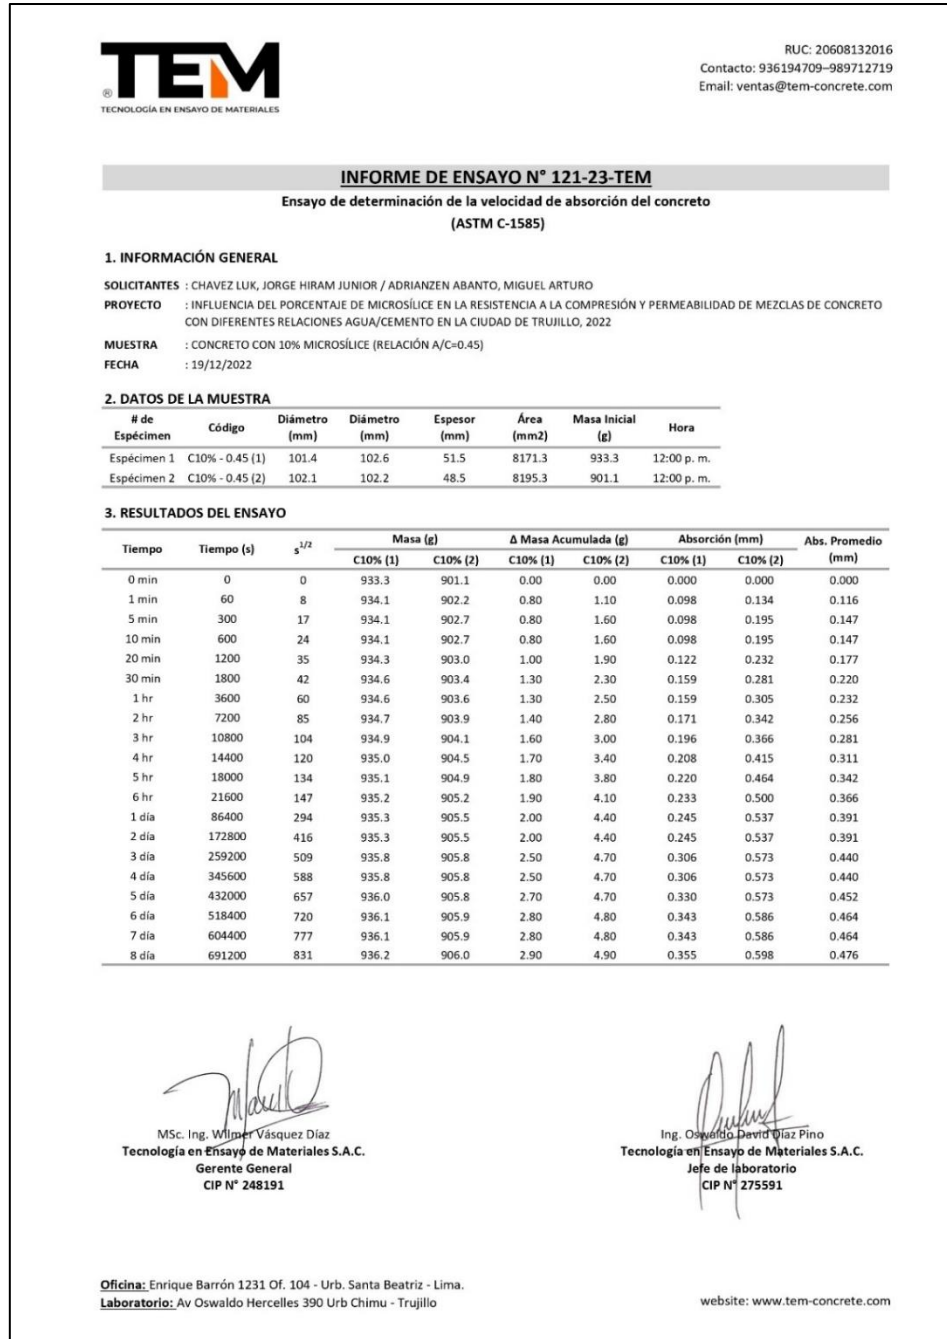 TEM
®
TECNOLOGÍA EN ENSAYO DE MATERIALES
RUC: 20608132016
Contacto: 936194709–989712719
Email: ventas@tem-concrete.com
INFORME DE ENSAYO N° 121-23-TEM
Ensayo de determinación de la velocidad de absorción del concreto
(ASTM C-1585)
1. INFORMACIÓN GENERAL
SOLICITANTES : CHAVEZ LUK, JORGE HIRAM JUNIOR / ADRIANZEN ABANTO, MIGUEL ARTURO
PROYECTO : INFLUENCIA DEL PORCENTAJE DE MICROSÍLICE EN LA RESISTENCIA A LA COMPRESIÓN Y PERMEABILIDAD DE MEZCLAS DE CONCRETO
CON DIFERENTES RELACIONES AGUA/CEMENTO EN LA CIUDAD DE TRUJILLO, 2022
MUESTRA : CONCRETO CON 10% MICROSÍLICE (RELACIÓN A/C=0.45)
FECHA : 19/12/2022
2. DATOS DE LA MUESTRA
# de Espécimen Código Diámetro (mm) Diámetro (mm) Espesor (mm) Área (mm2) Masa Inicial (g) Hora
Espécimen 1 C10% - 0.45 (1) 101.4 102.6 51.5 8171.3 933.3 12:00 p. m.
Espécimen 2 C10% - 0.45 (2) 102.1 102.2 48.5 8195.3 901.1 12:00 p. m.
3. RESULTADOS DEL ENSAYO
Tiempo Tiempo (s) s^1/2 Masa (g) Δ Masa Acumulada (g) Absorción (mm) Abs. Promedio (mm)
C10% (1) C10% (2) C10% (1) C10% (2) C10% (1) C10% (2)
0 min 0 0 933.3 901.1 0.00 0.00 0.000 0.000 0.000
1 min 60 8 934.1 902.2 0.80 1.10 0.098 0.134 0.116
5 min 300 17 934.1 902.7 0.80 1.60 0.098 0.195 0.147
10 min 600 24 934.1 902.7 0.80 1.60 0.098 0.195 0.147
20 min 1200 35 934.3 903.0 1.00 1.90 0.122 0.232 0.177
30 min 1800 42 934.6 903.4 1.30 2.30 0.159 0.281 0.220
1 hr 3600 60 934.6 903.6 1.30 2.50 0.159 0.305 0.232
2 hr 7200 85 934.7 903.9 1.40 2.80 0.171 0.342 0.256
3 hr 10800 104 934.9 904.1 1.60 3.00 0.196 0.366 0.281
4 hr 14400 120 935.0 904.5 1.70 3.40 0.208 0.415 0.311
5 hr 18000 134 935.1 904.9 1.80 3.80 0.220 0.464 0.342
6 hr 21600 147 935.2 905.2 1.90 4.10 0.233 0.500 0.366
1 día 86400 294 935.3 905.5 2.00 4.40 0.245 0.537 0.391
2 día 172800 416 935.3 905.5 2.00 4.40 0.245 0.537 0.391
3 día 259200 509 935.8 905.8 2.50 4.70 0.306 0.573 0.440
4 día 345600 588 935.8 905.8 2.50 4.70 0.306 0.573 0.440
5 día 432000 657 936.0 905.8 2.70 4.70 0.330 0.573 0.452
6 día 518400 720 936.1 905.9 2.80 4.80 0.343 0.586 0.464
7 día 604400 777 936.1 905.9 2.80 4.80 0.343 0.586 0.464
8 día 691200 831 936.2 906.0 2.90 4.90 0.355 0.598 0.476
MSc. Ing. Wilmer Vásquez Díaz
Tecnología en Ensayo de Materiales S.A.C.
Gerente General
CIP N° 248191
Ing. Oswaldo David Díaz Pino
Tecnología en Ensayo de Materiales S.A.C.
Jefe de laboratorio
CIP N° 275591
Oficina: Enrique Barrón 1231 Of. 104 - Urb. Santa Beatriz - Lima.
Laboratorio: Av Oswaldo Hercelles 390 Urb Chimu - Trujillo
website: www.tem-concrete.com